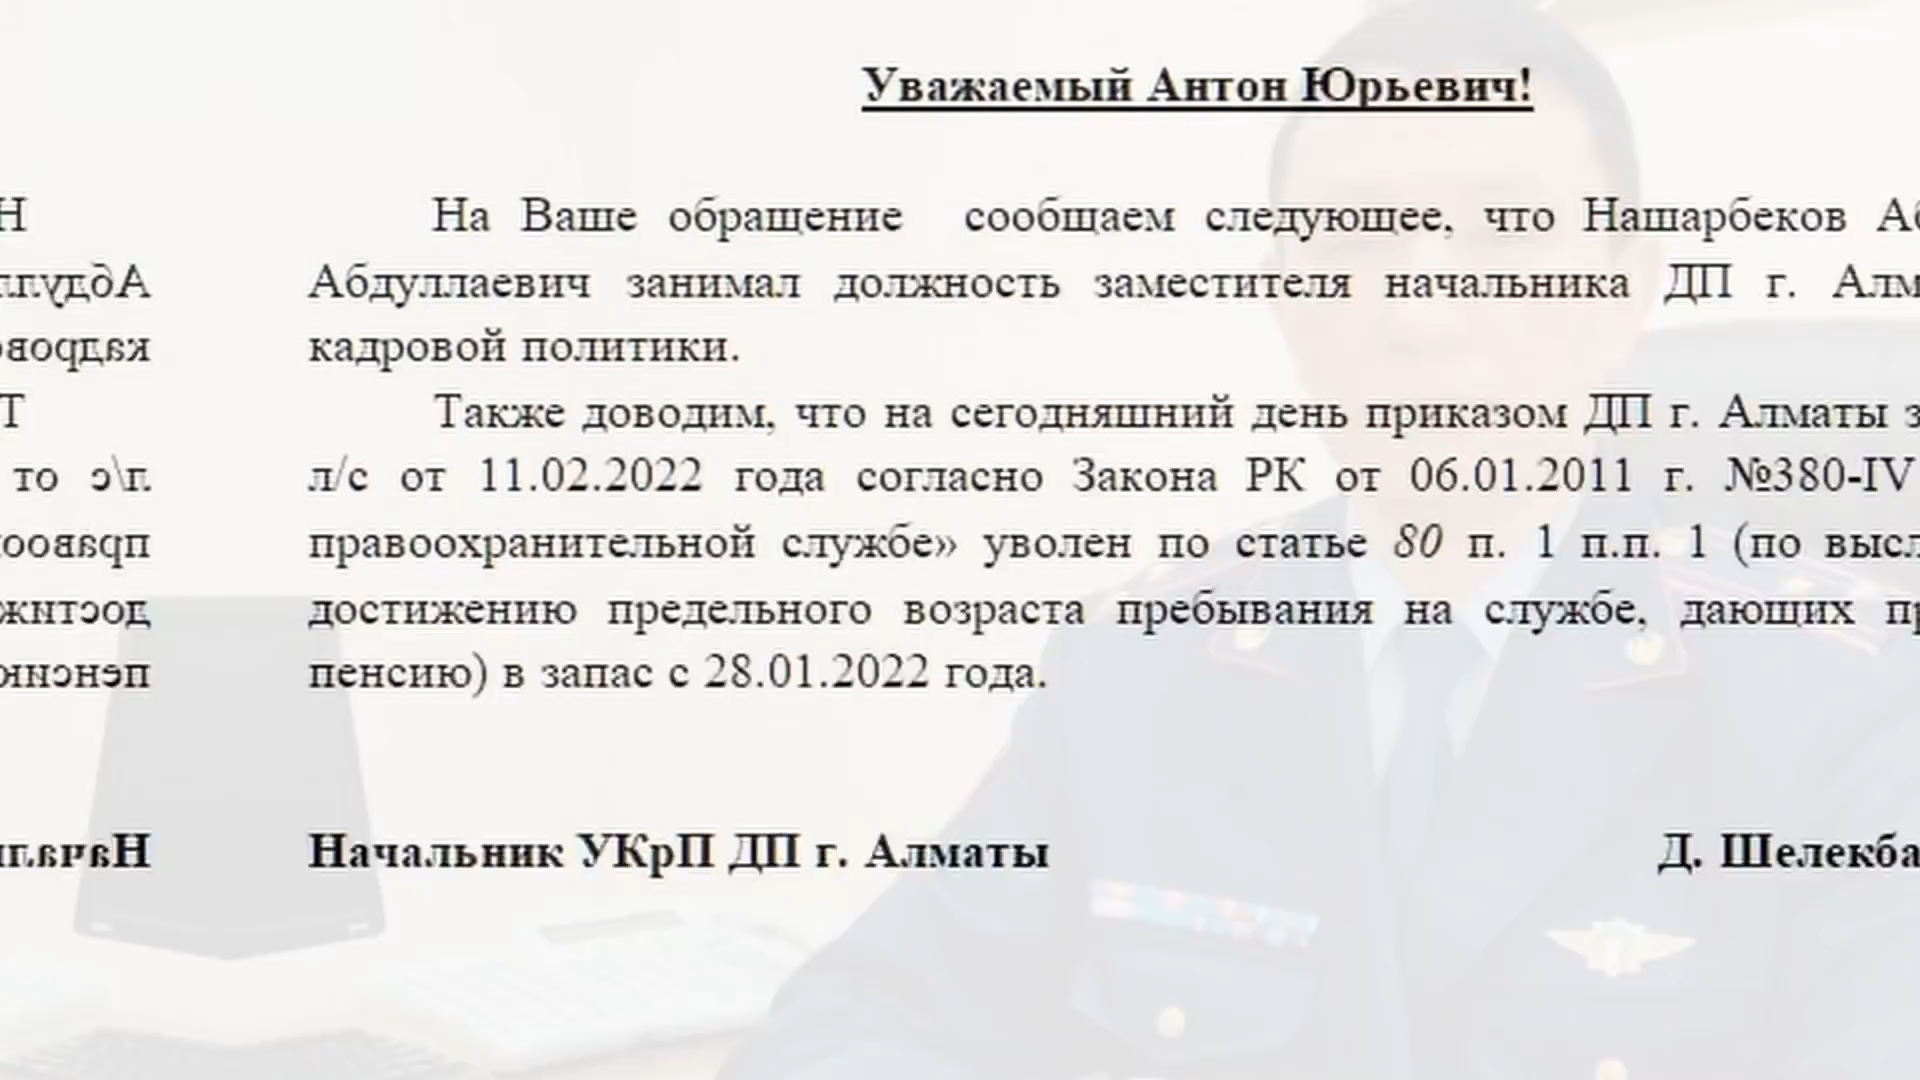 Уважаемый Антон Юрьевич!
На Ваше обращение сообщаем следующее, что Нашарбеков
Абдуллаевич занимал должность заместителя начальника ДП г.
кадровой политики.
Также доводим, что на сегодняшний день приказом ДП г. Алматы
л/с от 11.02.2022 года согласно Закона РК от 06.01.2011 г. №380-IV
правоохранительной службе» уволен по статье 80 п. 1 п.п. 1 (по
достижению предельного возраста пребывания на службе, дающих
пенсию) в запас с 28.01.2022 года.
Начальник УКрП ДП г. Алматы Д.